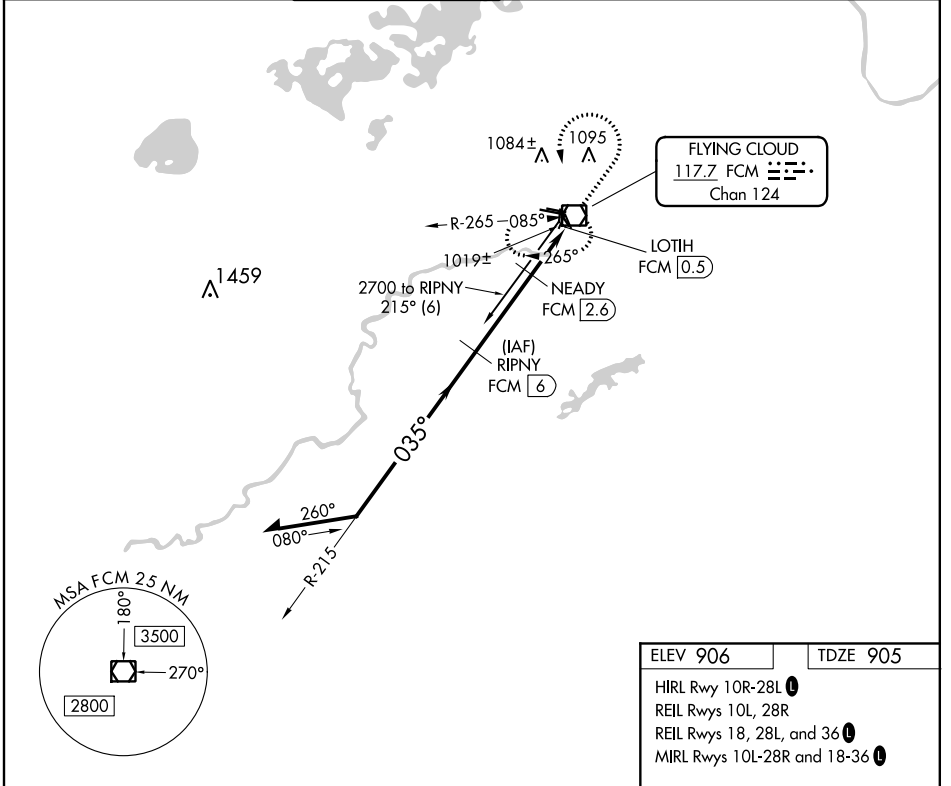 1084±
1095
FLYING CLOUD
117.7 FCM
Chan 124
R-265
085°
LOTIH
FCM 0.5
1019±
265°
1459
2700 to RIPNY
215° (6)
NEADY
FCM 2.6
(IAF)
RIPNY
FCM 6
035°
260°
080°
R-215
MSA FCM 25 NM
180°
3500
270°
2800
ELEV 906
TDZE 905
HIRL Rwy 10R-28L L
REIL Rwys 10L, 28R
REIL Rwys 18, 28L, and 36 L
MIRL Rwys 10L-28R and 18-36 L